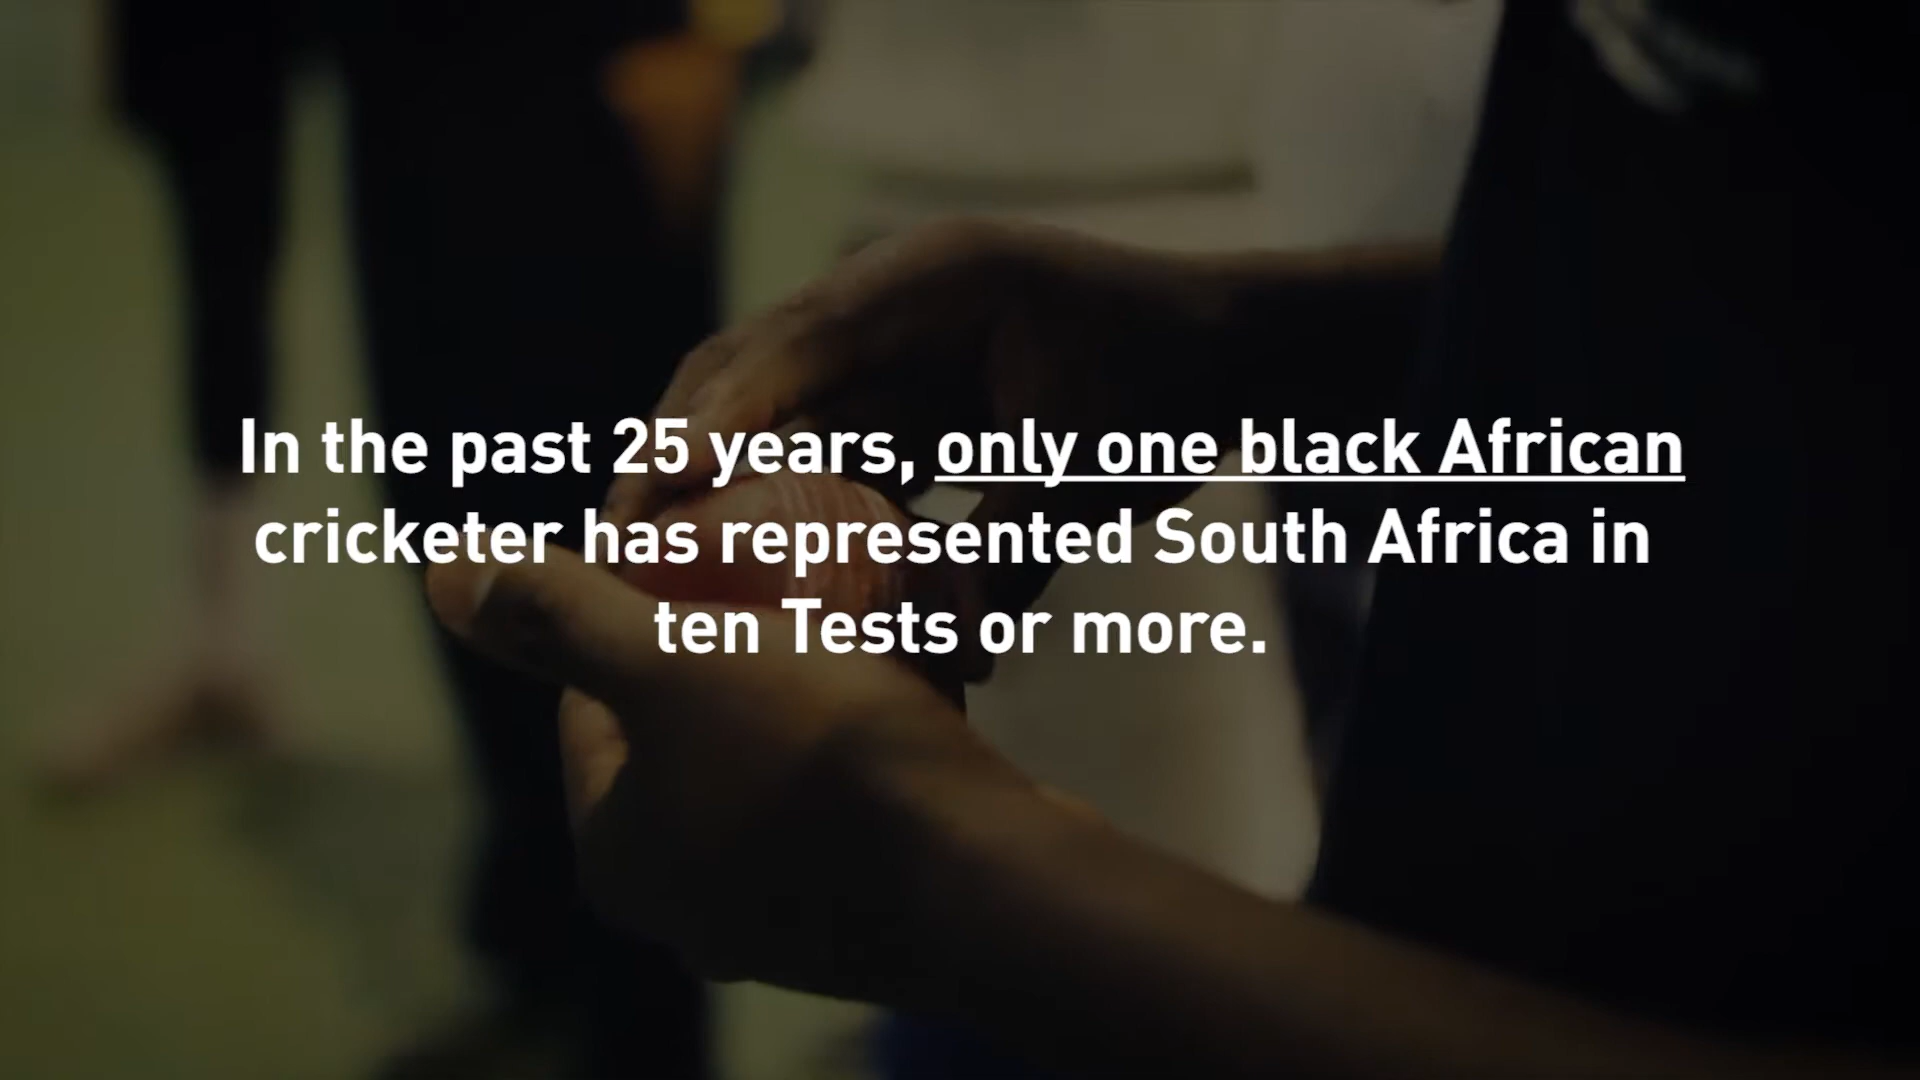 In the past 25 years, only one black African
cricketer has represented South Africa in
ten Tests or more.